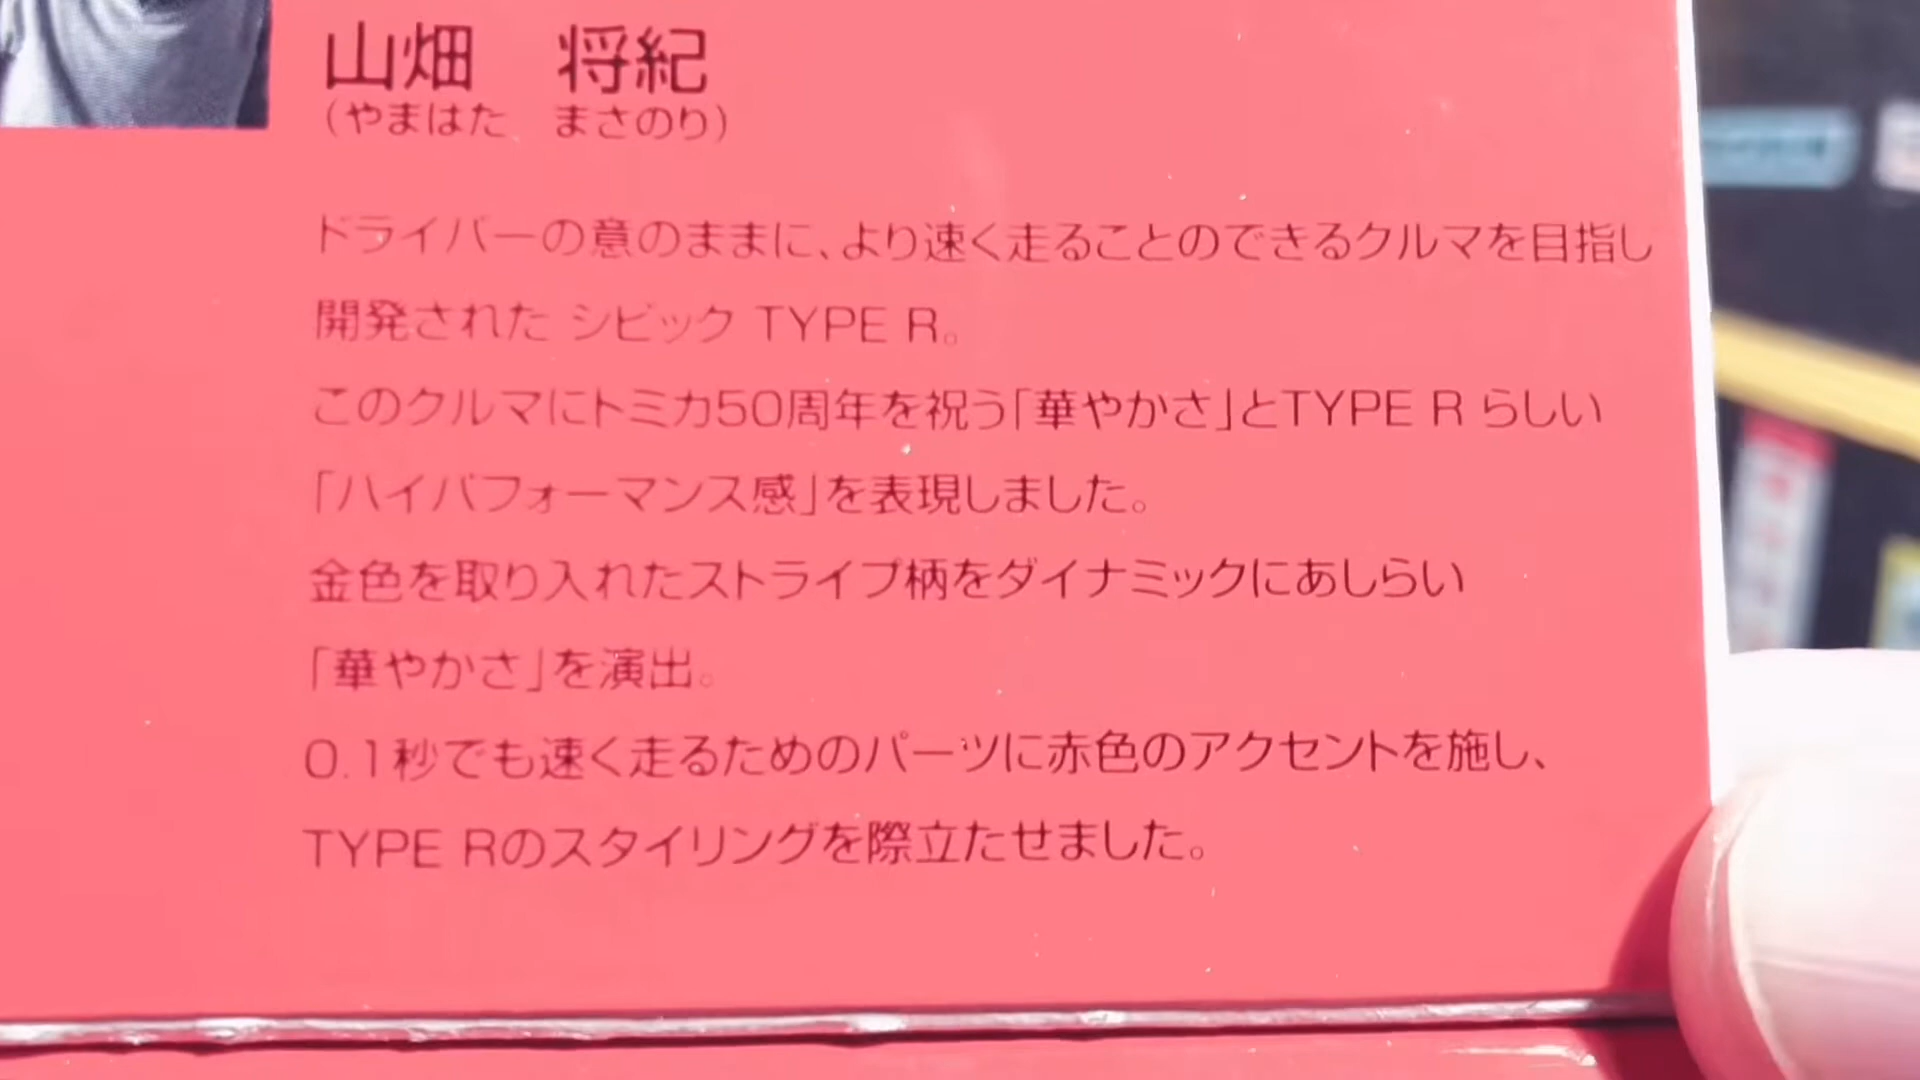 山畑　将紀
（やまはた　まさのり）
ドライバーの意のままに、より速く走ることのできるクルマを目指し
開発された シビック TYPE R。
このクルマにトミカ50周年を祝う「華やかさ」とTYPE R らしい
「ハイパフォーマンス感」を表現しました。
金色を取り入れたストライプ柄をダイナミックにあしらい
「華やかさ」を演出。
0.1秒でも速く走るためのパーツに赤色のアクセントを施し、
TYPE Rのスタイリングを際立たせました。